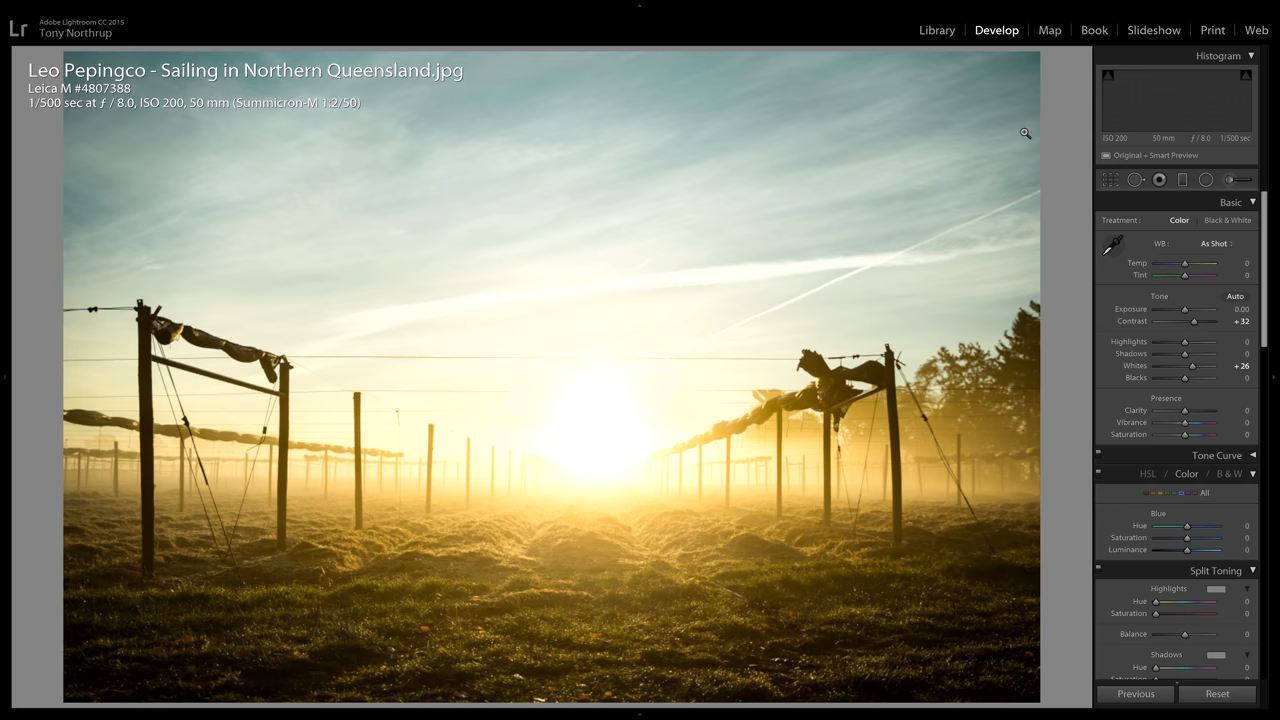 Lr
Adobe Lightroom CC 2015
Tony Northrup
Library Develop Map Book Slideshow Print Web
Leo Pepingco - Sailing in Northern Queensland.jpg
Leica M #4807388
1/500 sec at ƒ / 8.0, ISO 200, 50 mm (Summicron-M 1:2/50)
Histogram
ISO 200 50 mm ƒ / 8.0 1/500 sec
Original + Smart Preview
Basic
Treatment : Color Black & White
WB : As Shot
Temp 0
Tint 0
Tone Auto
Exposure 0.00
Contrast + 32
Highlights 0
Shadows 0
Whites + 26
Blacks 0
Presence
Clarity 0
Vibrance 0
Saturation 0
Tone Curve
HSL / Color / B & W
All
Blue
Hue 0
Saturation 0
Luminance 0
Split Toning
Highlights
Hue 0
Saturation 0
Balance 0
Shadows
Hue 0
Previous Reset